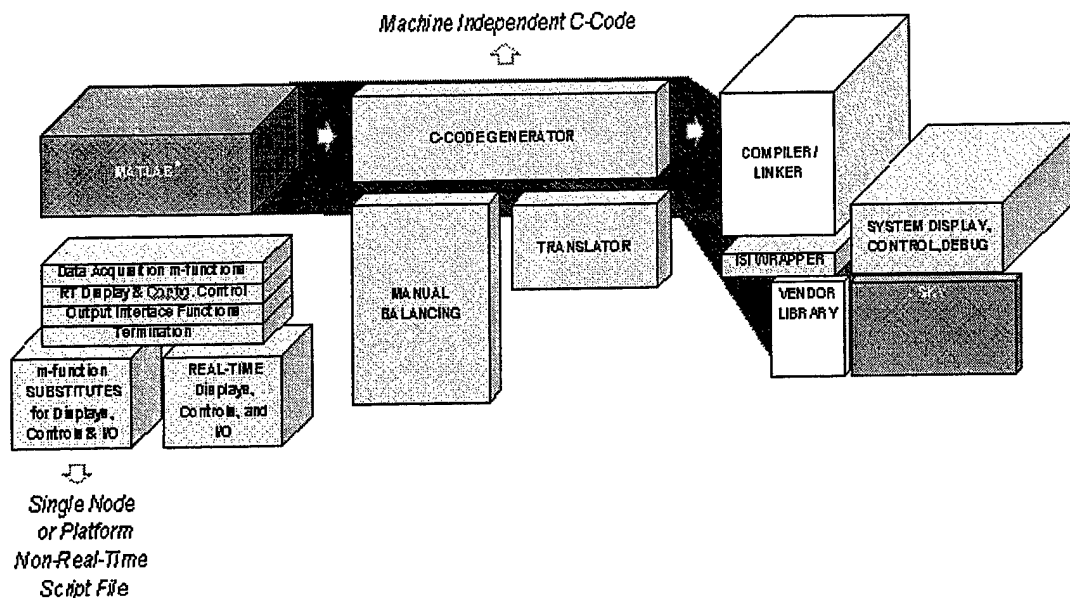 Machine Independent C-Code
C-CODE GENERATOR
MATLAB
COMPILER/
LINKER
SYSTEM DISPLAY,
CONTROL, DEBUG
TRANSLATOR
ISI WRAPPER
MANUAL
BALANCING
VENDOR
LIBRARY
Data Acquisition m-functions
RT Display & Config. Control
Output Interface Functions
Termination
m-function
SUBSTITUTES
for Displays,
Controls & I/O
REAL-TIME
Displays,
Controls, and
I/O
Single Node
or Platform
Non-Real-Time
Script File